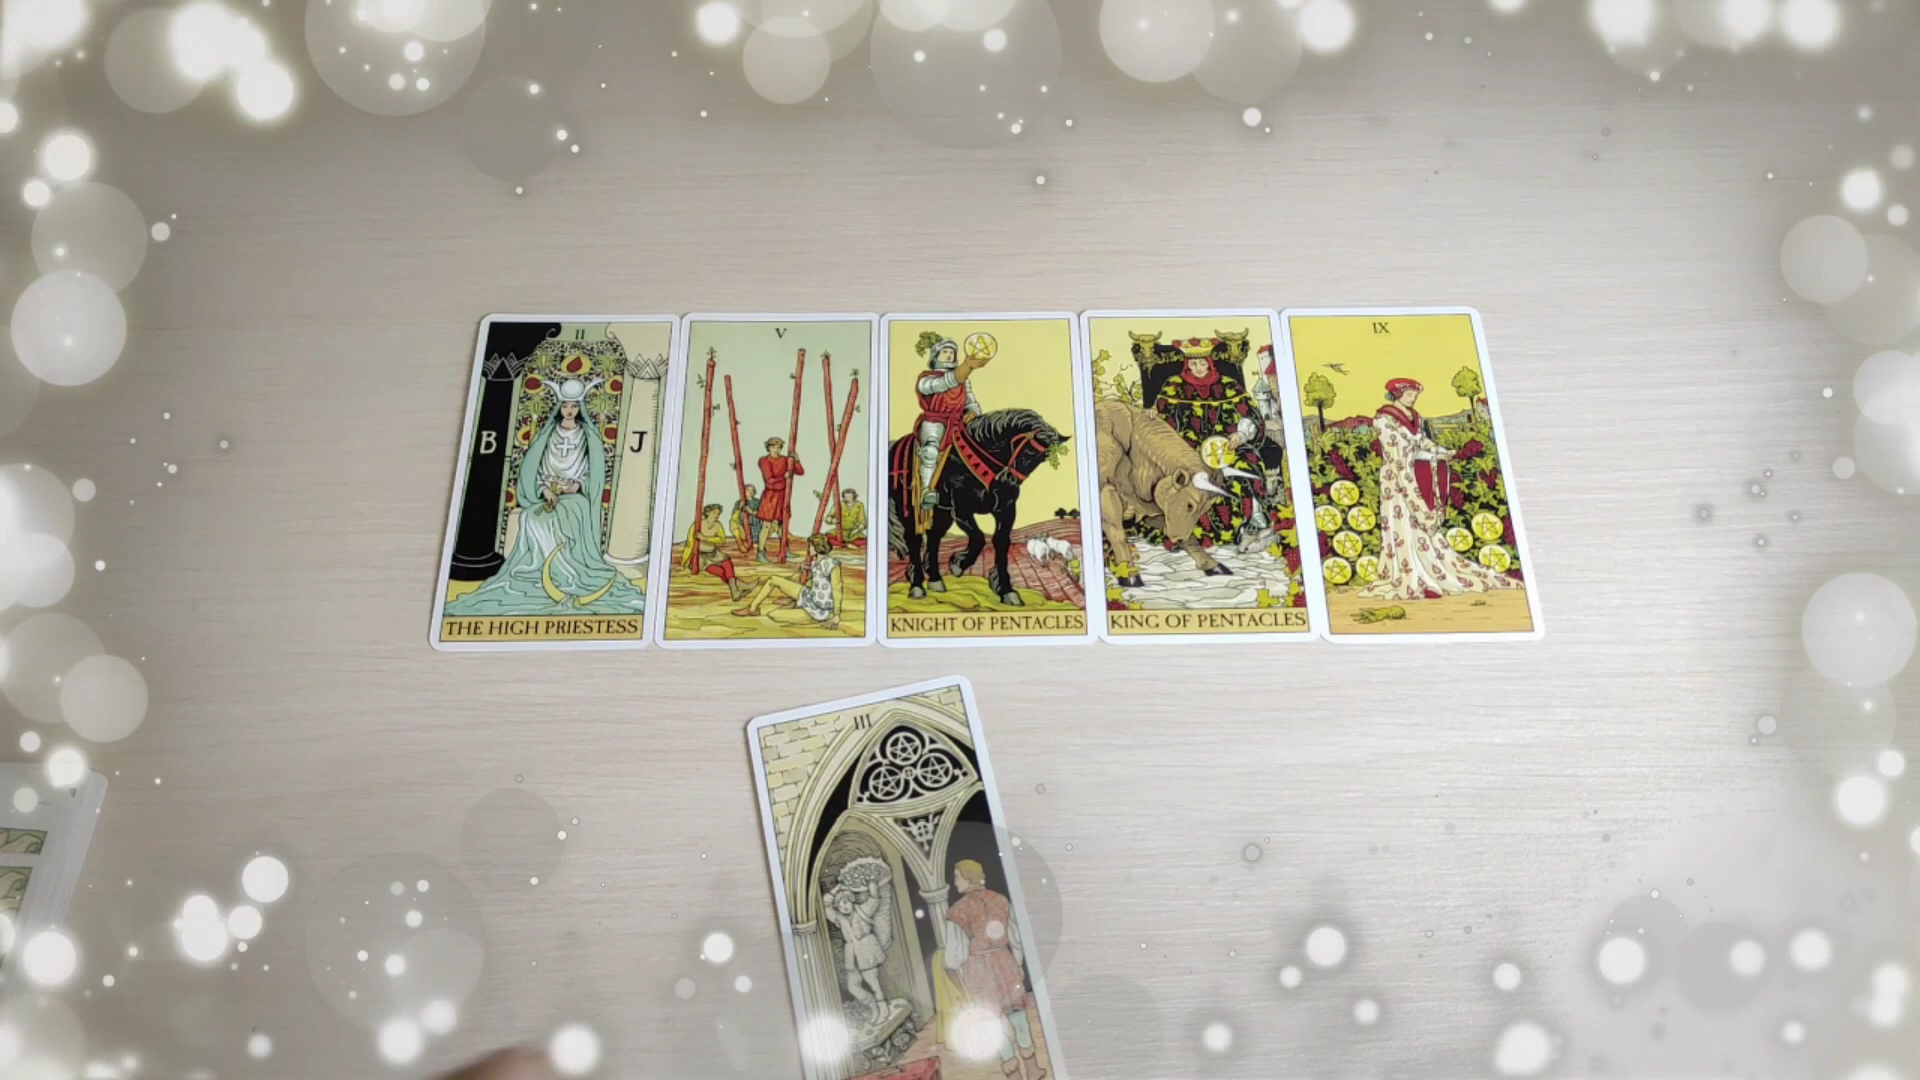 II
B J
THE HIGH PRIESTESS
V
KNIGHT OF PENTACLES
KING OF PENTACLES
IX
III